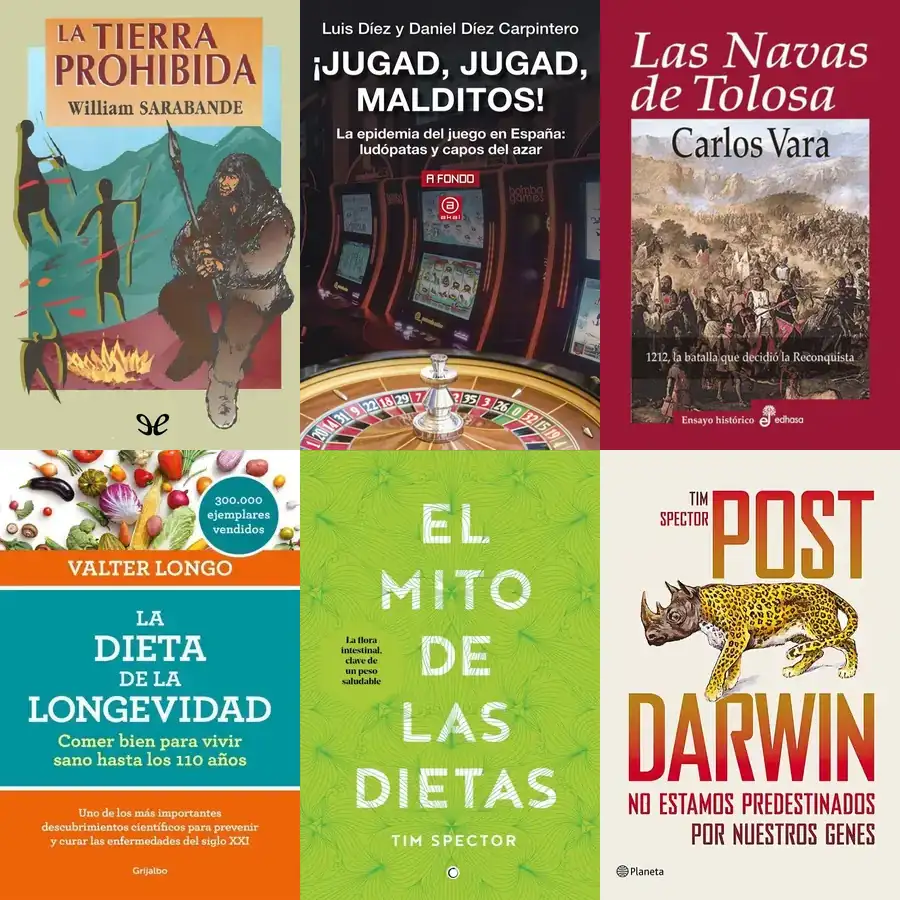 LA TIERRA
PROHIBIDA
William SARABANDE
Luis Díez y Daniel Díez Carpintero
¡JUGAD, JUGAD,
MALDITOS!
La epidemia del juego en España:
ludópatas y capos del azar
A FONDO
akal
Las Navas
de Tolosa
Carlos Vara
1212, la batalla que decidió la Reconquista
Ensayo histórico edhasa
300.000
ejemplares
vendidos
VALTER LONGO
LA
DIETA
DE LA
LONGEVIDAD
Comer bien para vivir
sano hasta los 110 años
Uno de los más importantes
descubrimientos científicos para prevenir
y curar las enfermedades del siglo XXI
Grijalbo
EL
MITO
DE
LAS
DIETAS
La flora
intestinal,
clave de
un peso
saludable
TIM SPECTOR
TIM
SPECTOR
POST
DARWIN
NO ESTAMOS PREDESTINADOS
POR NUESTROS GENES
Planeta